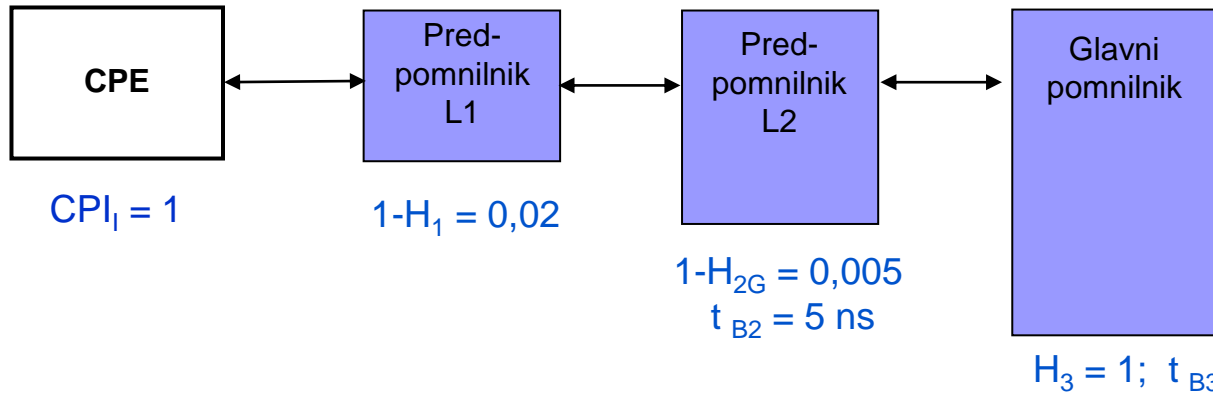 CPE
Pred-
pomnilnik
L1
Pred-
pomnilnik
L2
Glavni
pomnilnik
CPI_I = 1
1-H_1 = 0,02
1-H_2G = 0,005
t_B2 = 5 ns
H_3 = 1; t_B3